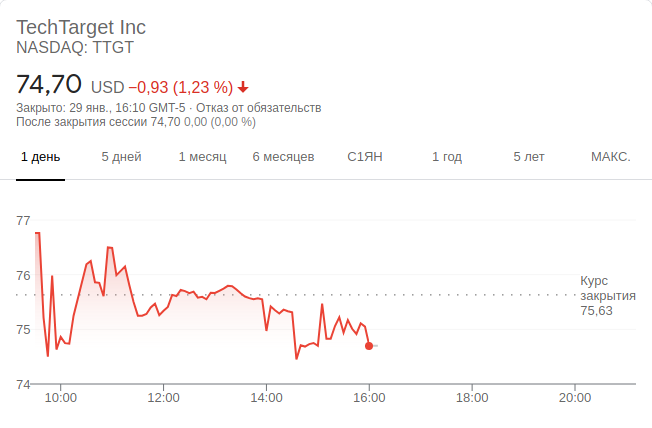 TechTarget Inc
NASDAQ: TTGT
74,70 USD −0,93 (1,23 %)
Закрыто: 29 янв., 16:10 GMT-5 · Отказ от обязательств
После закрытия сессии 74,70 0,00 (0,00 %)
1 день 5 дней 1 месяц 6 месяцев С1ЯН 1 год 5 лет МАКС.
77
76
75
74
Курс
закрытия
75,63
10:00 12:00 14:00 16:00 18:00 20:00